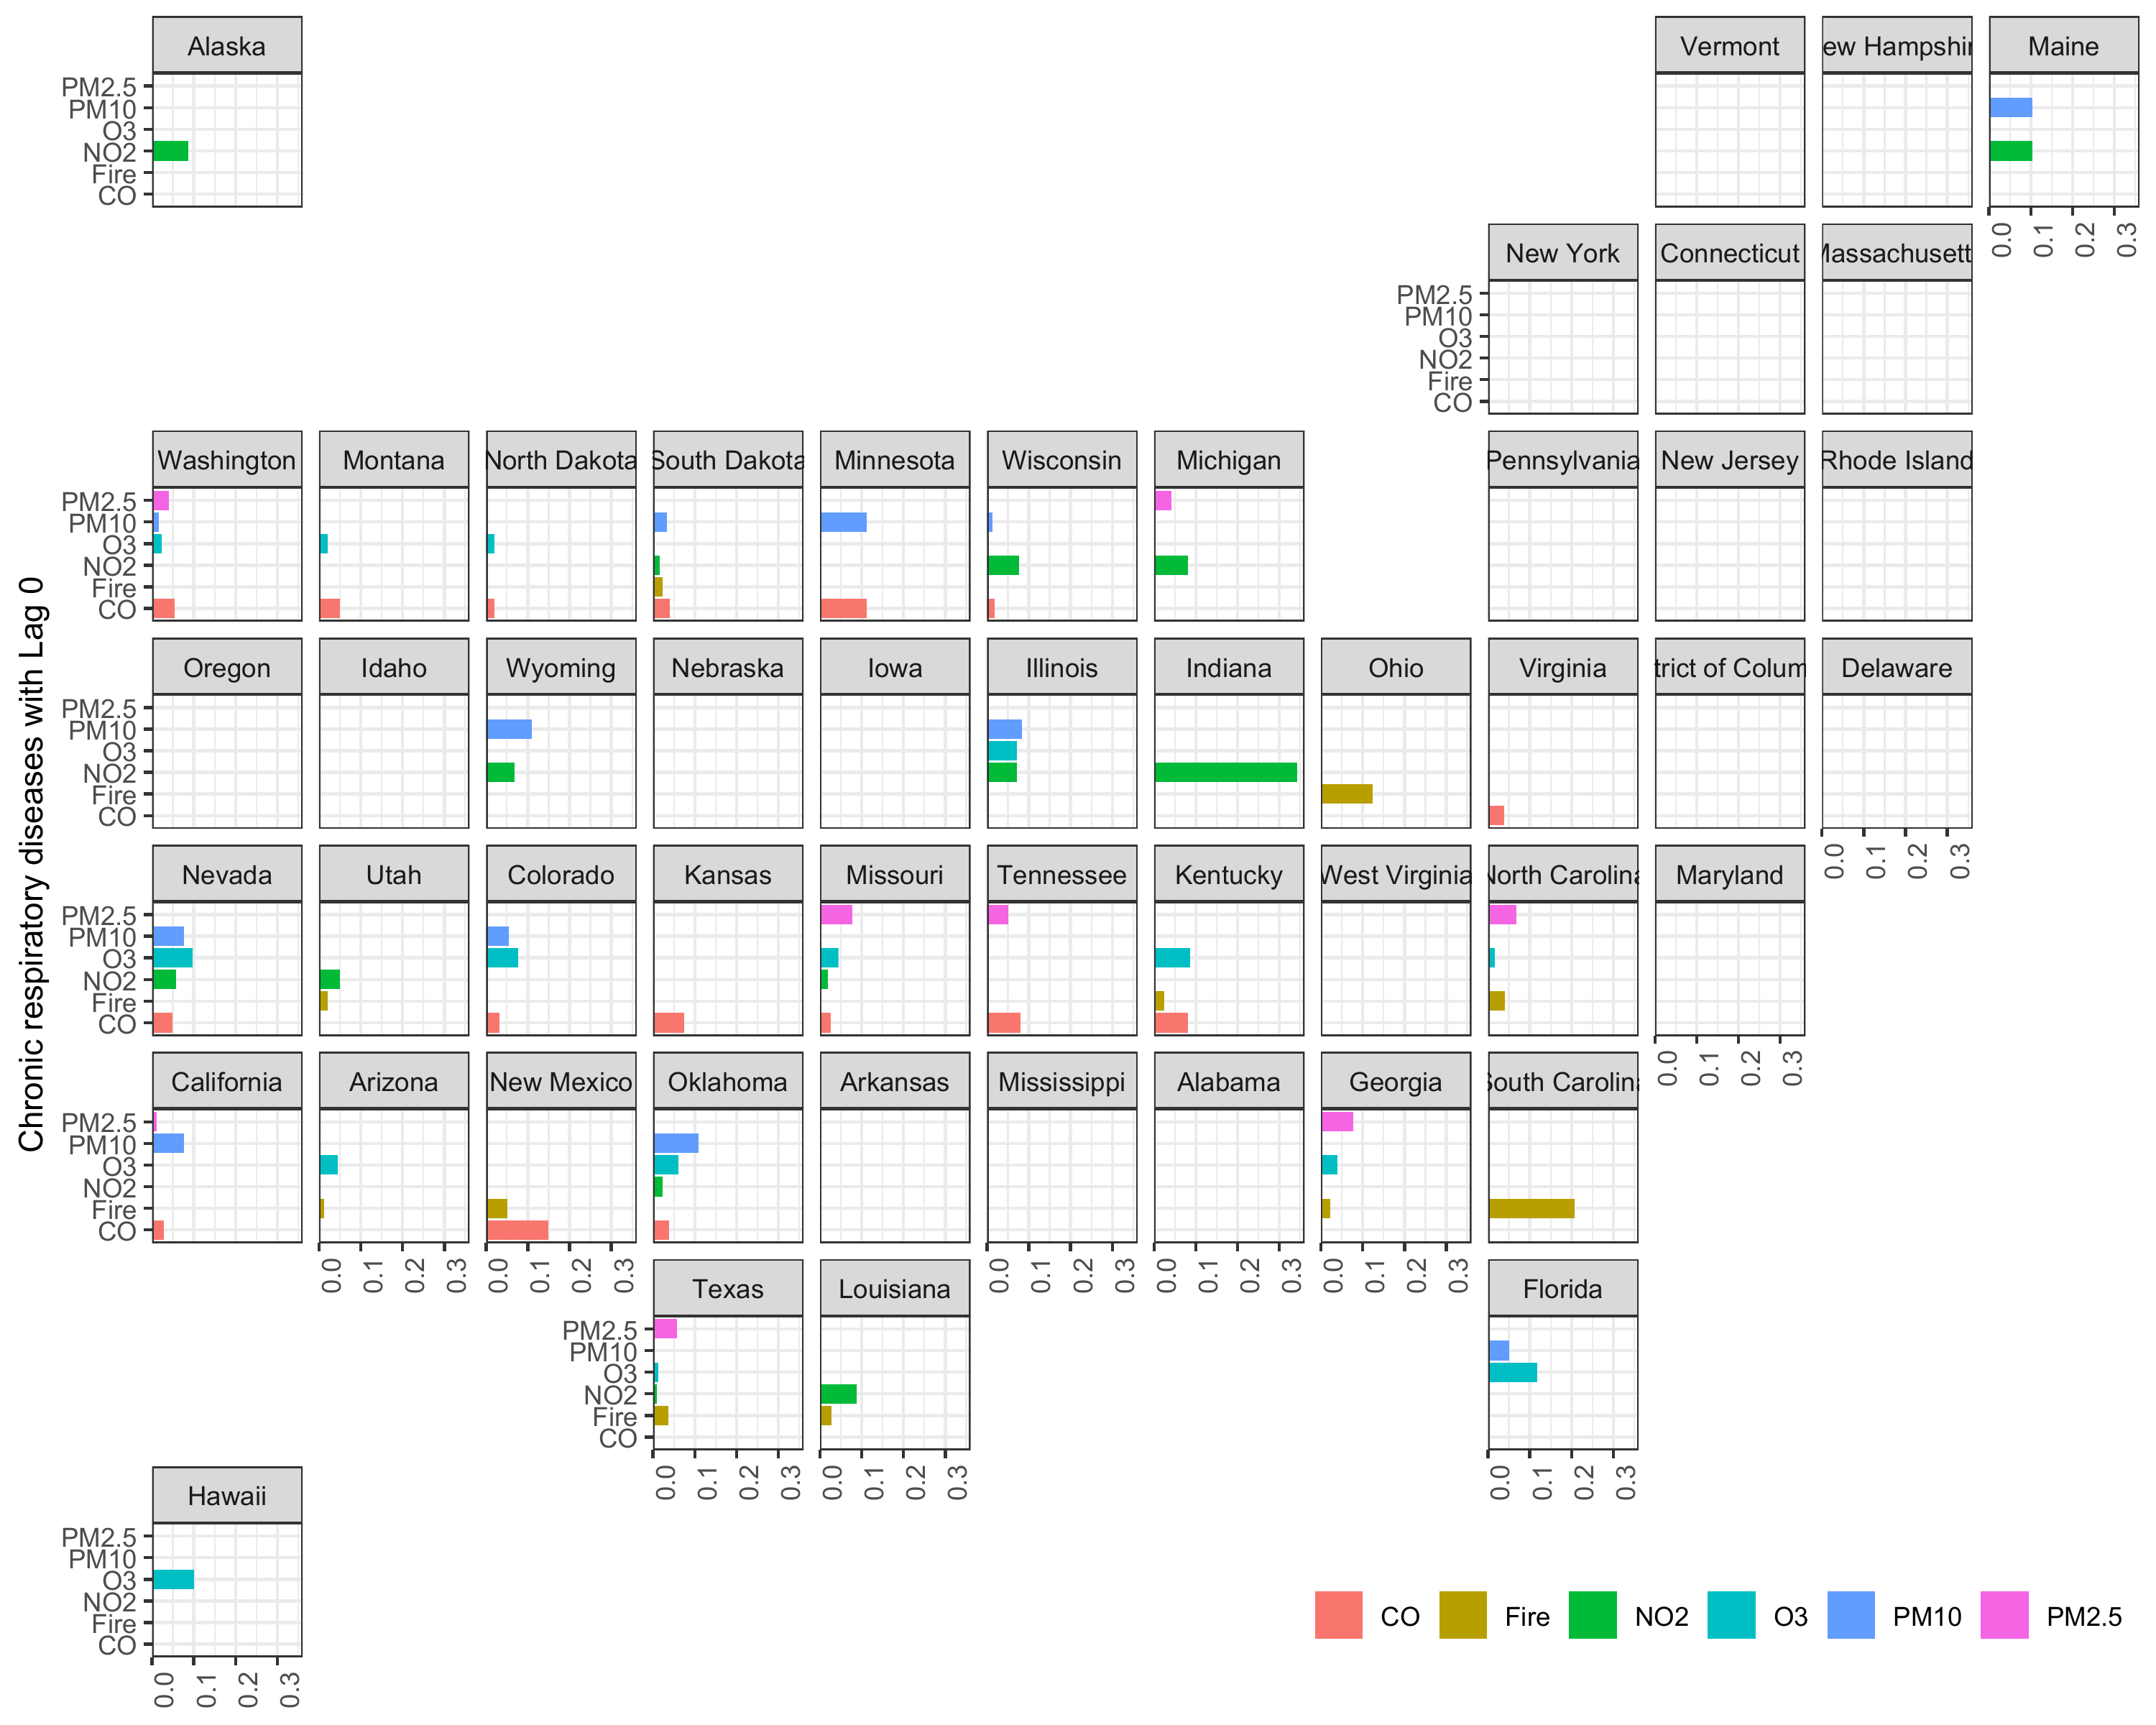 Alaska
Vermont
ew Hampshir
Maine
PM2.5
PM10
O3
NO2
Fire
CO
0.0 0.1 0.2 0.3
New York
Connecticut
Massachusett
PM2.5
PM10
O3
NO2
Fire
CO
Chronic respiratory diseases with Lag 0
Washington
Montana
North Dakota
South Dakota
Minnesota
Wisconsin
Michigan
Pennsylvania
New Jersey
Rhode Island
PM2.5
PM10
O3
NO2
Fire
CO
Oregon
Idaho
Wyoming
Nebraska
Iowa
Illinois
Indiana
Ohio
Virginia
trict of Colum
Delaware
PM2.5
PM10
O3
NO2
Fire
CO
0.0 0.1 0.2 0.3
Nevada
Utah
Colorado
Kansas
Missouri
Tennessee
Kentucky
West Virginia
North Carolina
Maryland
PM2.5
PM10
O3
NO2
Fire
CO
0.0 0.1 0.2 0.3
California
Arizona
New Mexico
Oklahoma
Arkansas
Mississippi
Alabama
Georgia
South Carolina
PM2.5
PM10
O3
NO2
Fire
CO
0.0 0.1 0.2 0.3
0.0 0.1 0.2 0.3
0.0 0.1 0.2 0.3
0.0 0.1 0.2 0.3
0.0 0.1 0.2 0.3
Texas
Louisiana
Florida
PM2.5
PM10
O3
NO2
Fire
CO
0.0 0.1 0.2 0.3
0.0 0.1 0.2 0.3
0.0 0.1 0.2 0.3
Hawaii
PM2.5
PM10
O3
NO2
Fire
CO
0.0 0.1 0.2 0.3
CO Fire NO2 O3 PM10 PM2.5